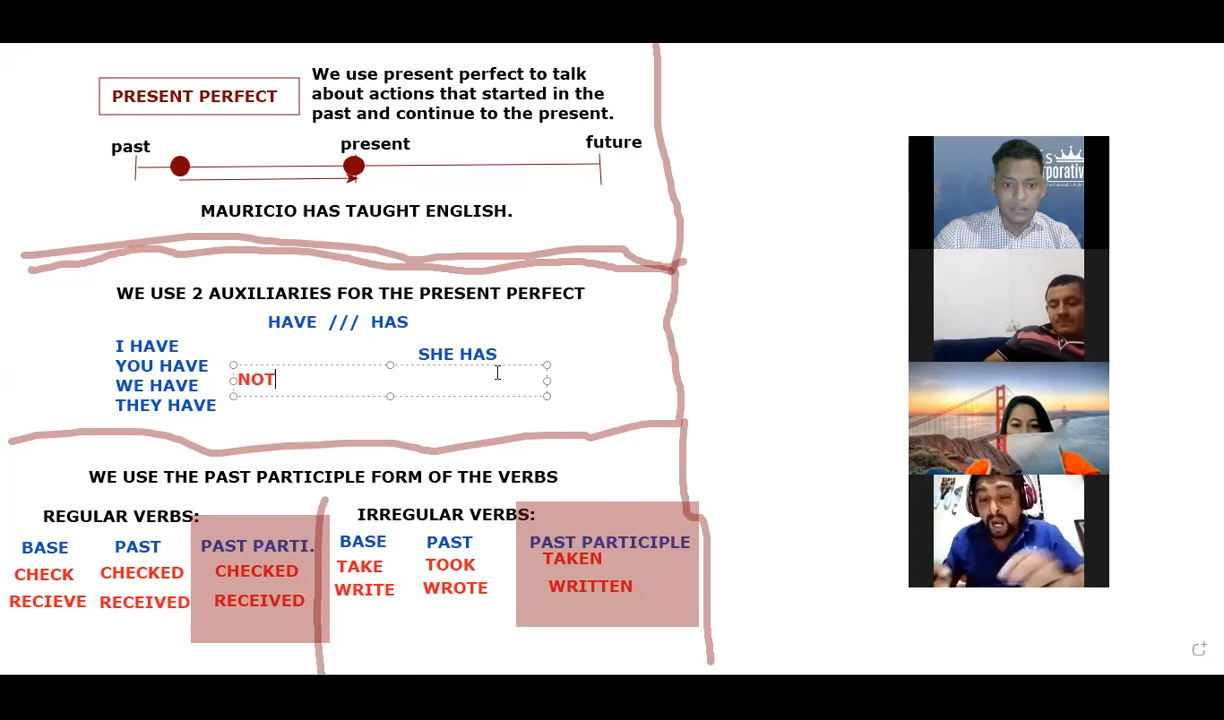 PRESENT PERFECT
We use present perfect to talk
about actions that started in the
past and continue to the present.
past
present
future
MAURICIO HAS TAUGHT ENGLISH.
WE USE 2 AUXILIARIES FOR THE PRESENT PERFECT
HAVE /// HAS
I HAVE
YOU HAVE
WE HAVE
THEY HAVE
SHE HAS
NOT
WE USE THE PAST PARTICIPLE FORM OF THE VERBS
REGULAR VERBS:
BASE PAST PAST PARTI.
CHECK CHECKED CHECKED
RECIEVE RECEIVED RECEIVED
IRREGULAR VERBS:
BASE PAST PAST PARTICIPLE
TAKE TOOK TAKEN
WRITE WROTE WRITTEN